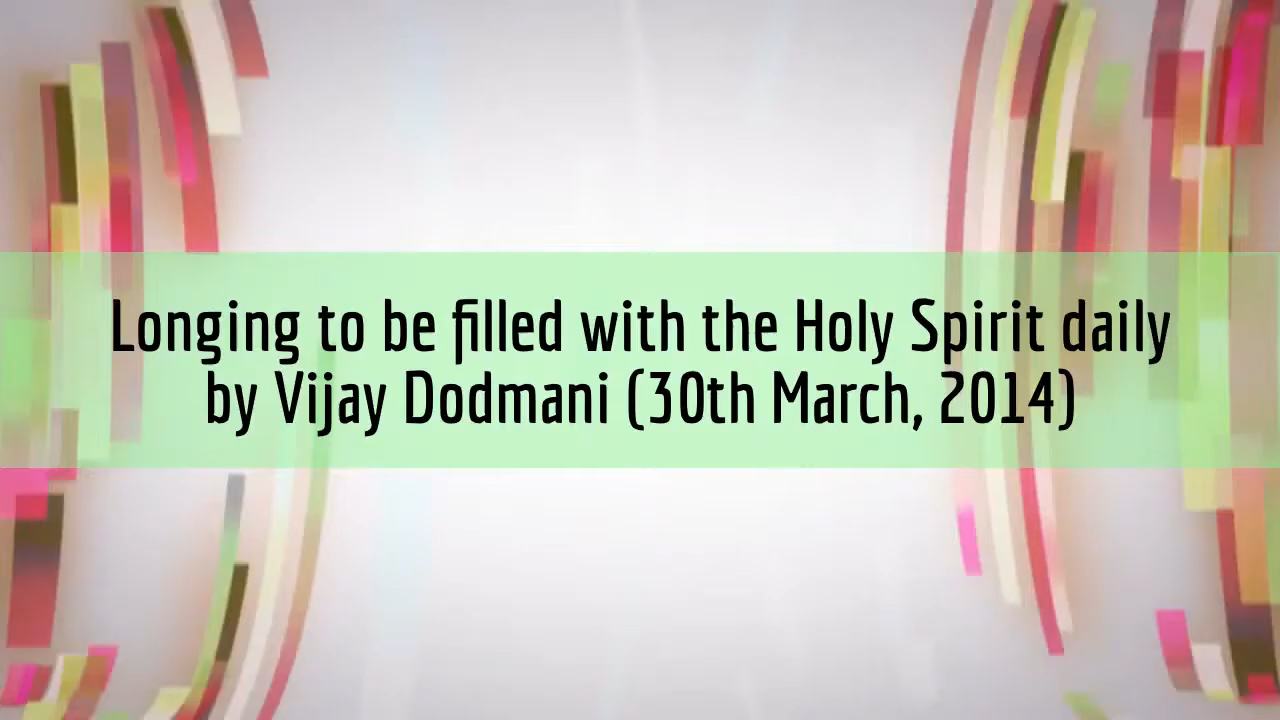 Longing to be filled with the Holy Spirit daily
by Vijay Dodmani (30th March, 2014)